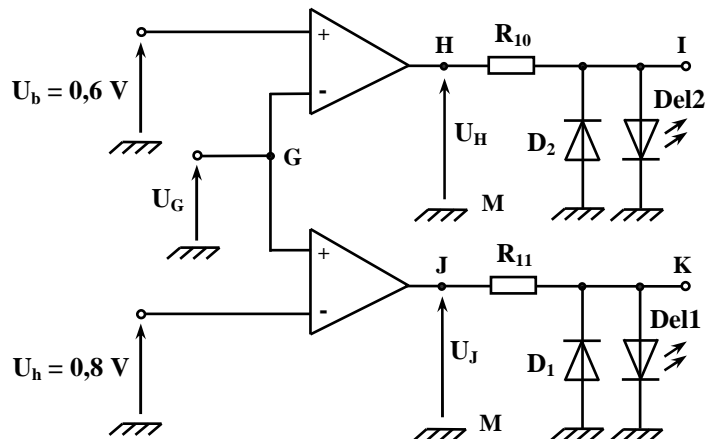 +
-
U_b = 0,6 V
H
R_10
I
G
U_G
U_H
M
D_2
Del2
+
-
U_h = 0,8 V
J
R_11
K
U_J
M
D_1
Del1